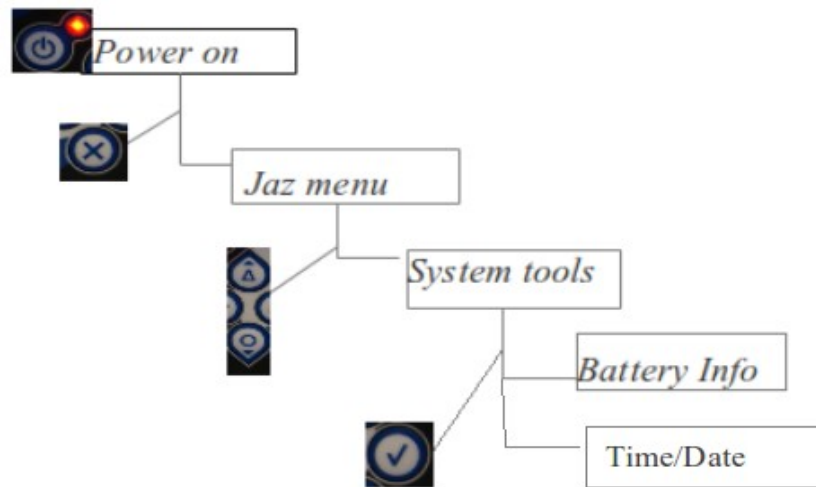 Power on
Jaz menu
System tools
Battery Info
Time/Date